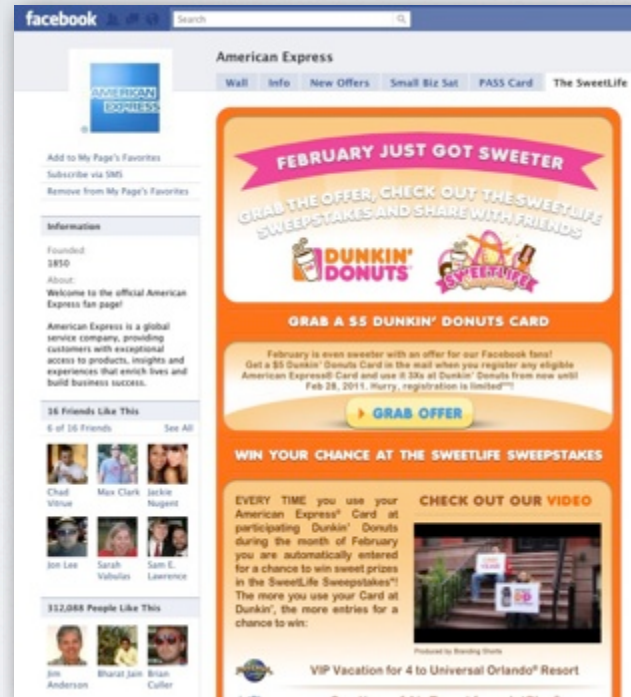 facebook
Search
American Express
Wall Info New Offers Small Biz Sat PASS Card The SweetLife
AMERICAN
EXPRESS
®
Add to My Page's Favorites
Subscribe via SMS
Remove from My Page's Favorites
Information
Founded:
1850
About:
Welcome to the official American
Express fan page!
American Express is a global
service company, providing
customers with exceptional
access to products, insights and
experiences that enrich lives and
build business success.
16 Friends Like This
6 of 16 Friends See All
Chad
Vitrue
Max Clark
Jackie
Nugent
Jon Lee
Sarah
Vabulas
Sam E.
Lawrence
312,088 People Like This
Jim
Anderson
Bharat Jain
Brian
Culler
FEBRUARY JUST GOT SWEETER
GRAB THE OFFER, CHECK OUT THE SWEETLIFE
SWEEPSTAKES AND SHARE WITH FRIENDS
DUNKIN'
DONUTS
SWEETLIFE
GRAB A $5 DUNKIN' DONUTS CARD
February is even sweeter with an offer for our Facebook fans!
Get a $5 Dunkin' Donuts Card in the mail when you register any eligible
American Express® Card and use it 3Xs at Dunkin' Donuts from now until
Feb 28, 2011. Hurry, registration is limited
GRAB OFFER
WIN YOUR CHANCE AT THE SWEETLIFE SWEEPSTAKES
EVERY TIME you use your
American Express® Card at
participating Dunkin' Donuts
during the month of February
you are automatically entered
for a chance to win sweet prizes
in the SweetLife Sweepstakes*!
The more you use your Card at
Dunkin', the more entries for a
chance to win:
CHECK OUT OUR VIDEO
Produced by Branding Shorts
VIP Vacation for 4 to Universal Orlando® Resort